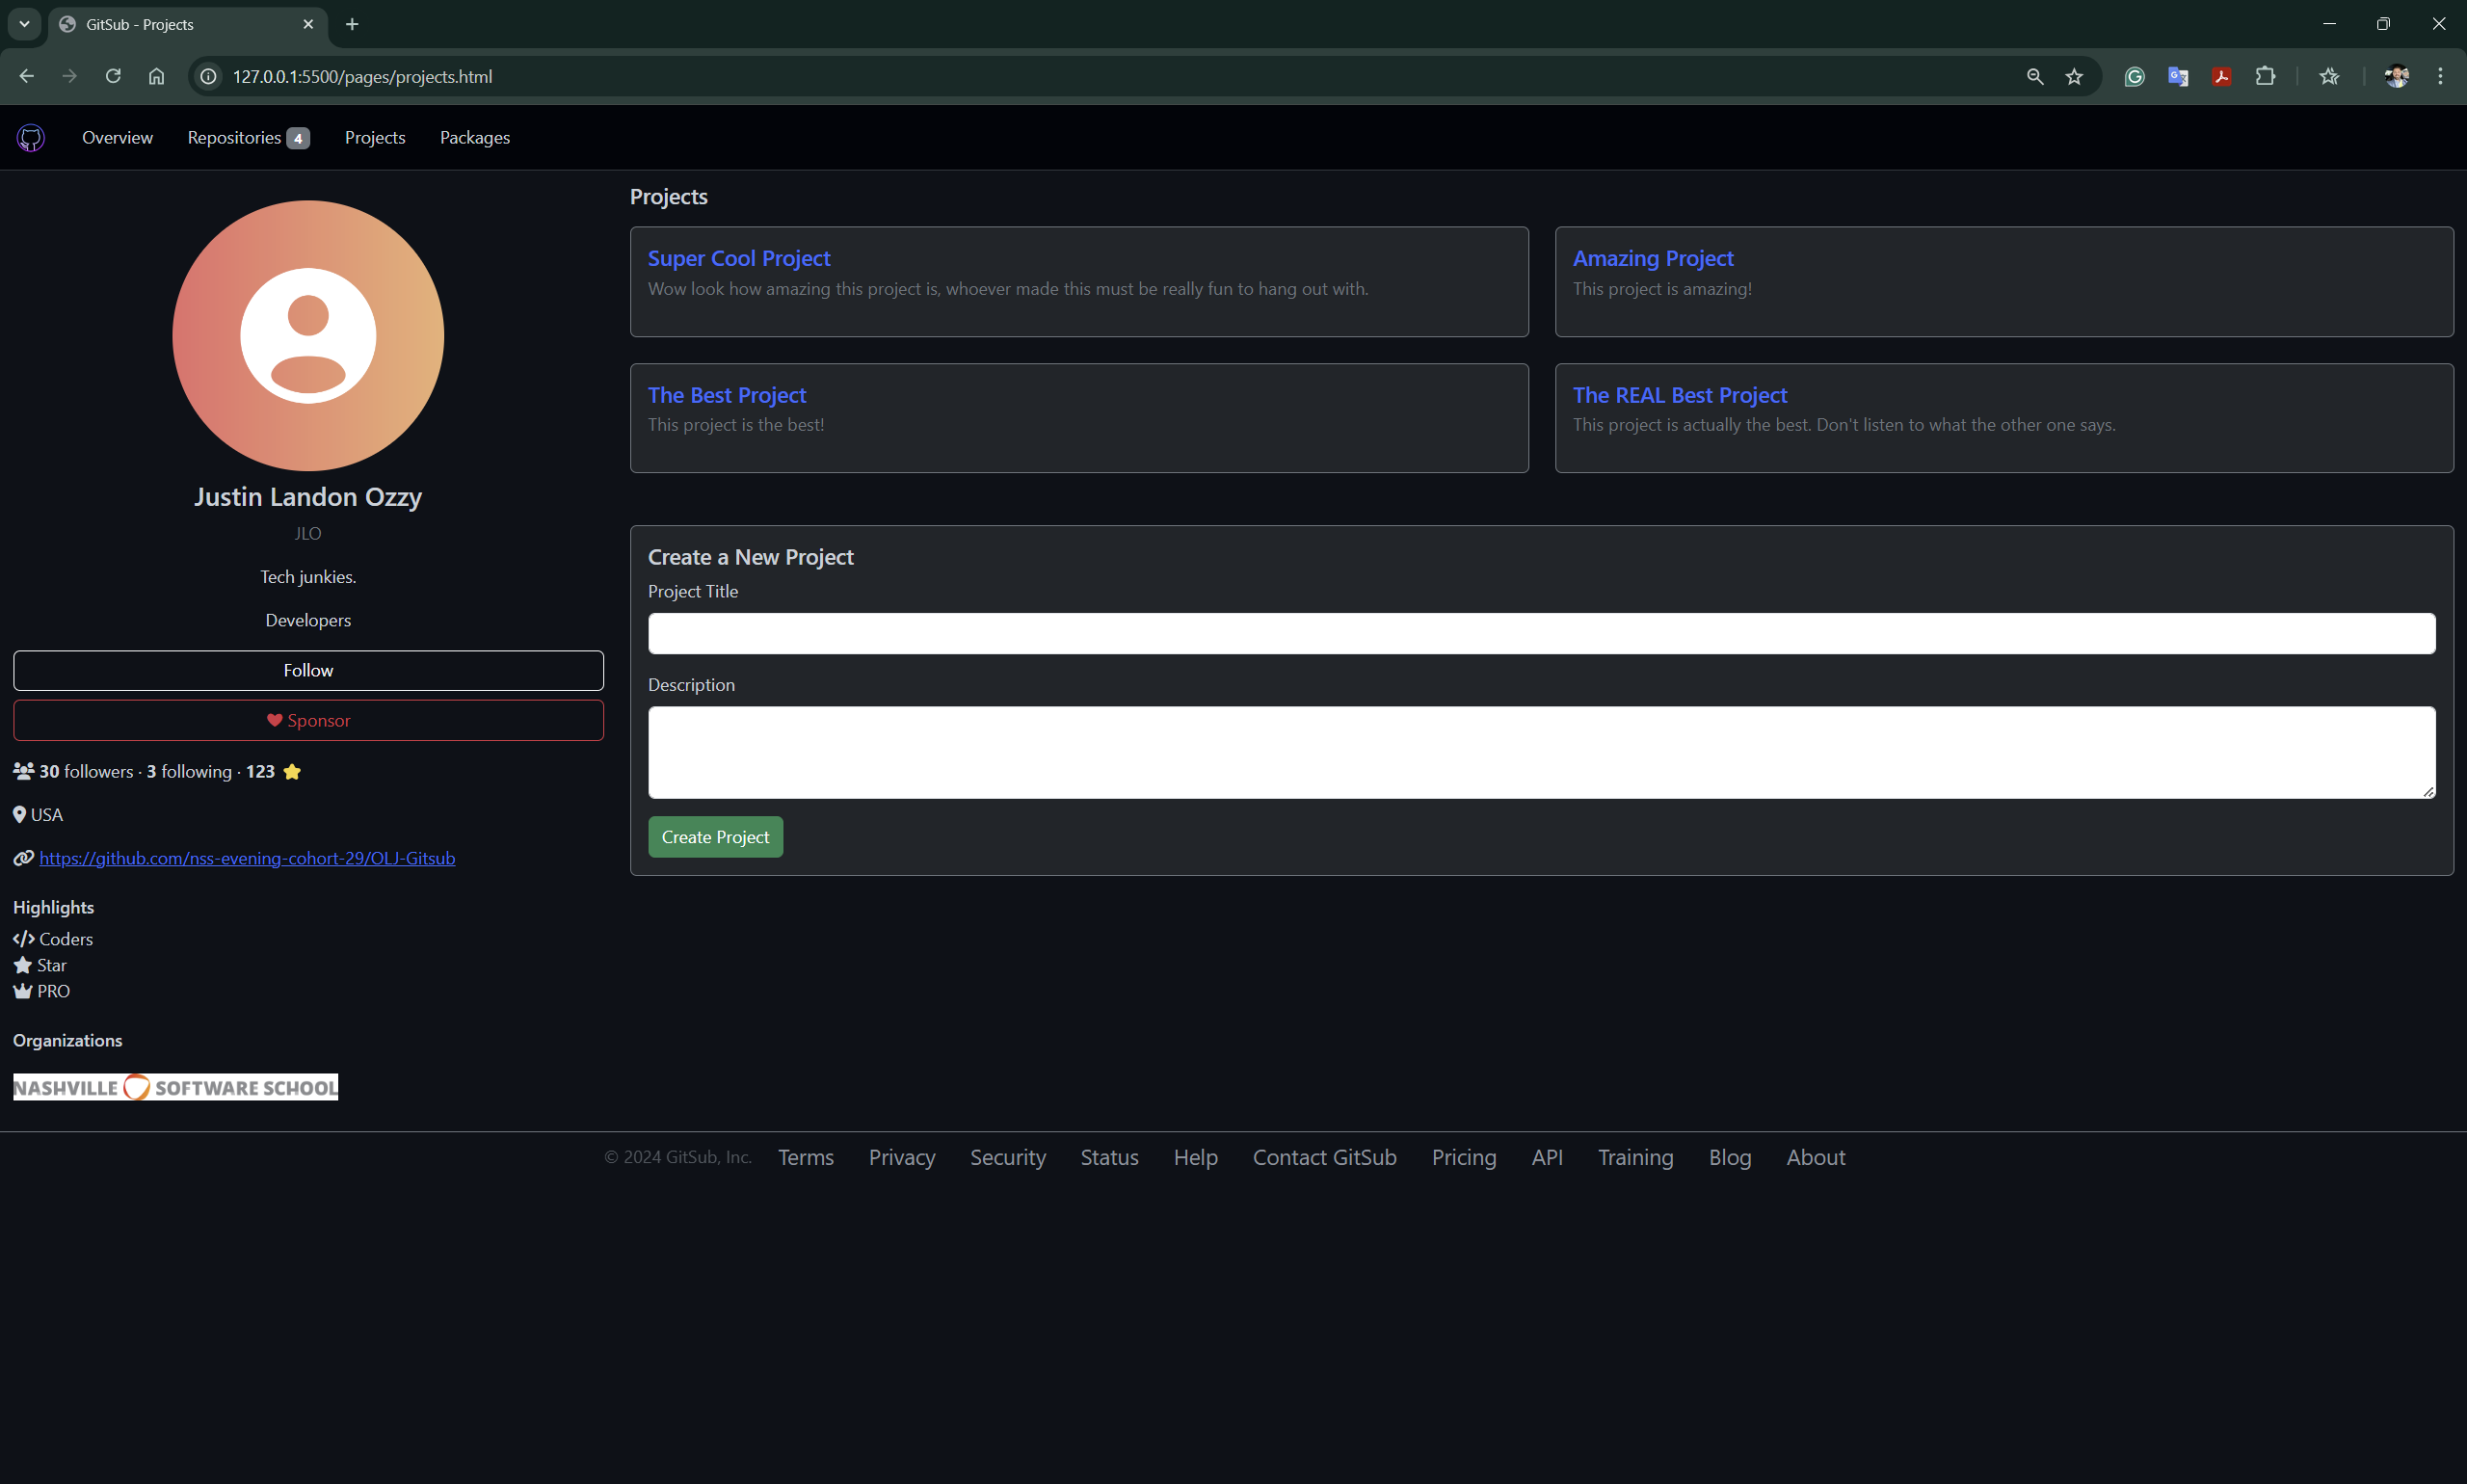 GitSub - Projects
127.0.0.1:5500/pages/projects.html
Overview Repositories 4 Projects Packages
Justin Landon Ozzy
JLO
Tech junkies.
Developers
Follow
Sponsor
30 followers · 3 following · 123
USA
https://github.com/nss-evening-cohort-29/OLJ-Gitsub
Highlights
Coders
Star
PRO
Organizations
NASHVILLE SOFTWARE SCHOOL
Projects
Super Cool Project
Wow look how amazing this project is, whoever made this must be really fun to hang out with.
Amazing Project
This project is amazing!
The Best Project
This project is the best!
The REAL Best Project
This project is actually the best. Don't listen to what the other one says.
Create a New Project
Project Title
Description
Create Project
© 2024 GitSub, Inc. Terms Privacy Security Status Help Contact GitSub Pricing API Training Blog About